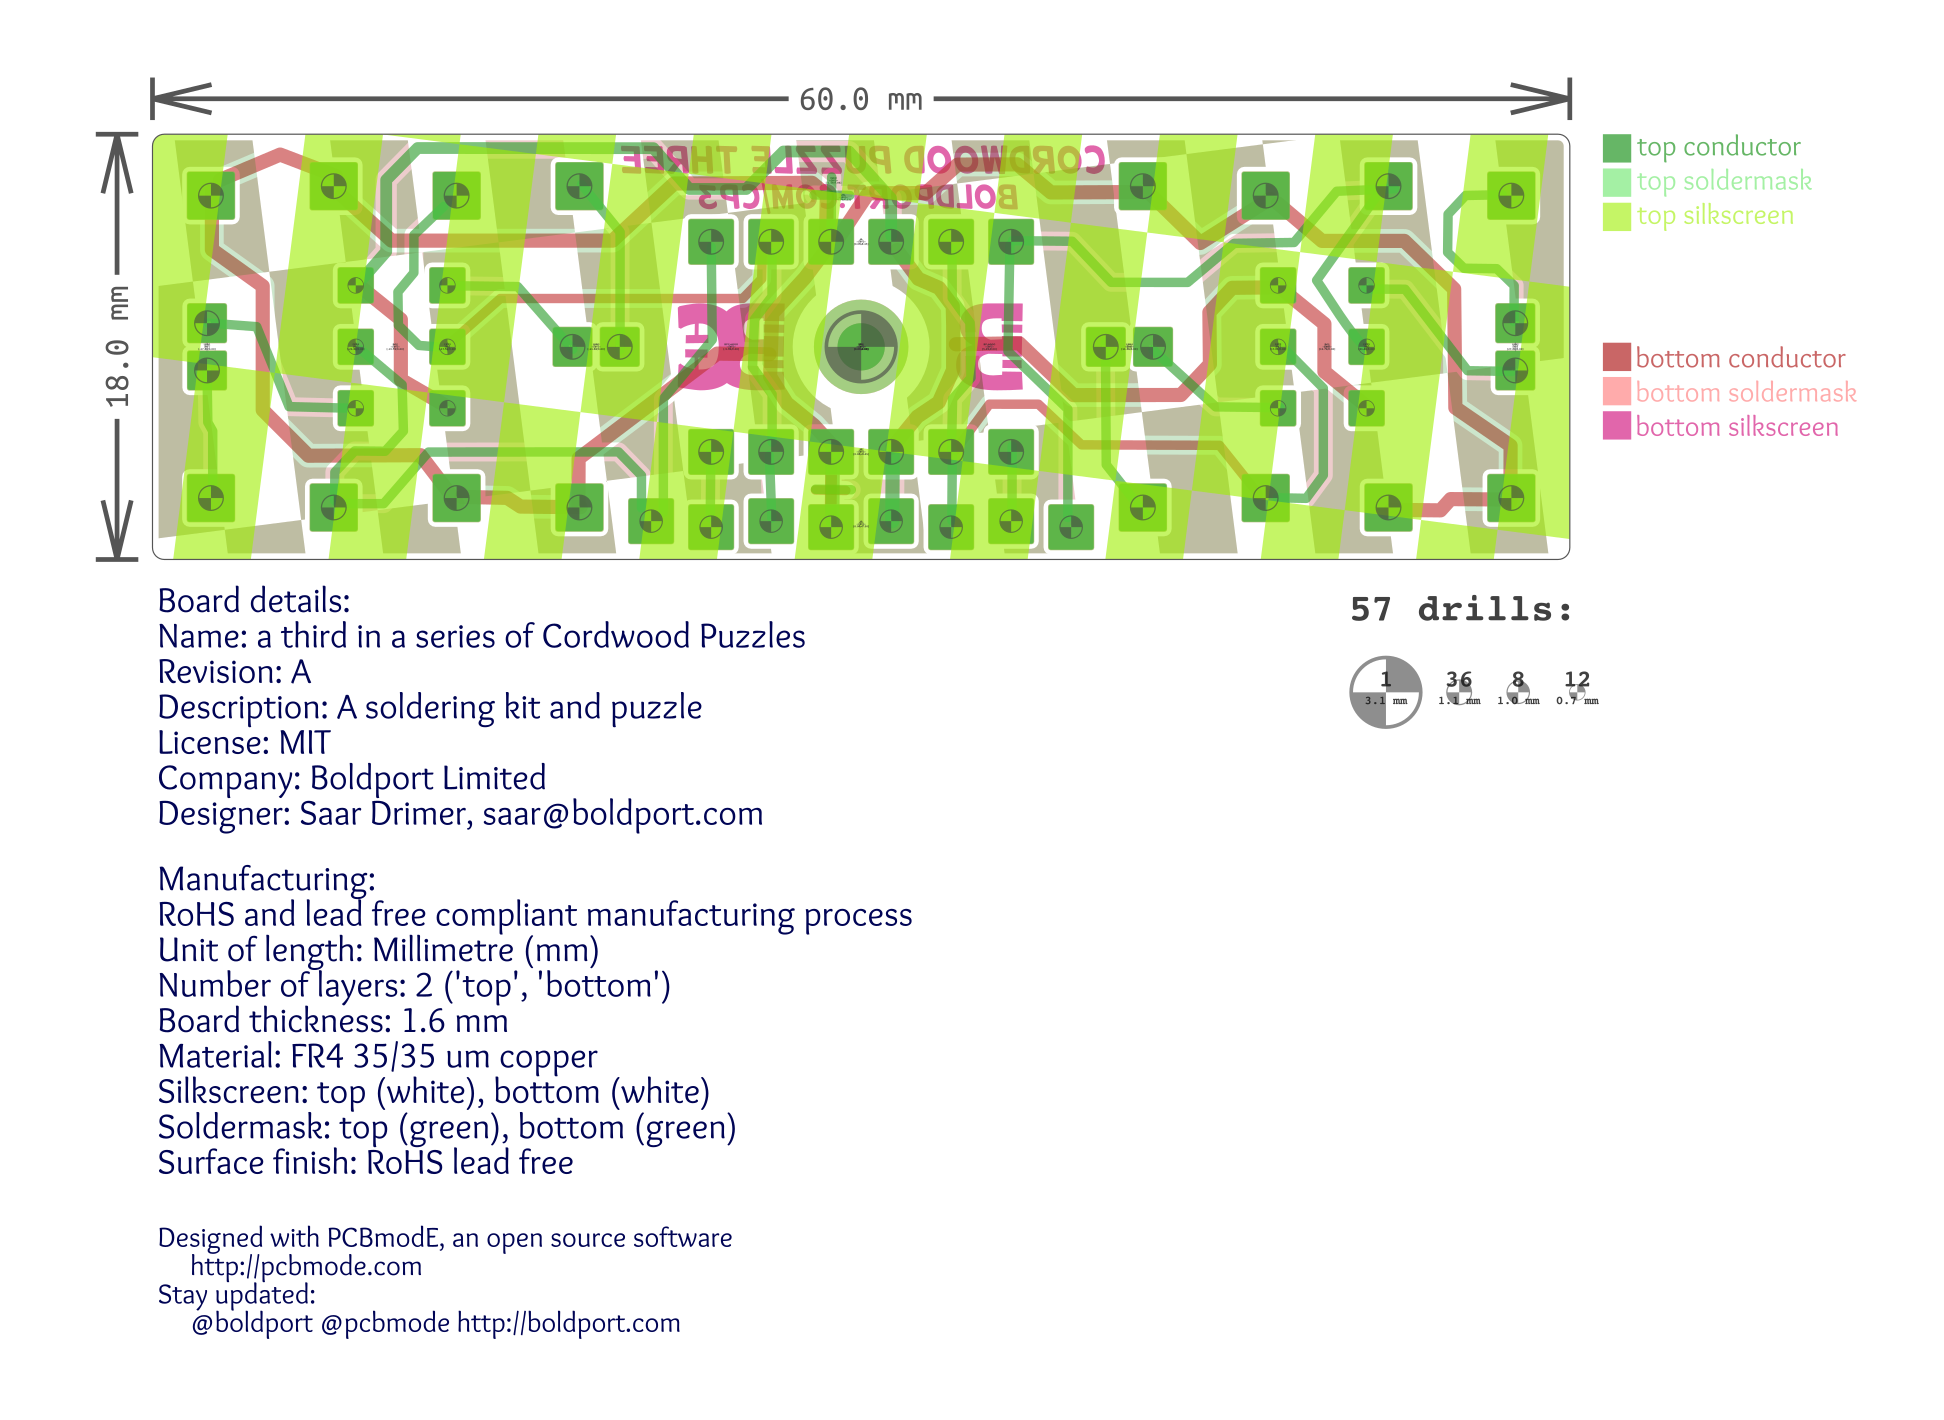 60.0 mm
18.0 mm
CORDWOOD PUZZLE THREE
BOLDPORT.COM/CP3
top conductor
top soldermask
top silkscreen
bottom conductor
bottom soldermask
bottom silkscreen
57 drills:
1 36 8 12
3.1 mm 1.1 mm 1.0 mm 0.7 mm
Board details:
Name: a third in a series of Cordwood Puzzles
Revision: A
Description: A soldering kit and puzzle
License: MIT
Company: Boldport Limited
Designer: Saar Drimer, saar@boldport.com
Manufacturing:
RoHS and lead free compliant manufacturing process
Unit of length: Millimetre (mm)
Number of layers: 2 ('top', 'bottom')
Board thickness: 1.6 mm
Material: FR4 35/35 um copper
Silkscreen: top (white), bottom (white)
Soldermask: top (green), bottom (green)
Surface finish: RoHS lead free
Designed with PCBmodE, an open source software
http://pcbmode.com
Stay updated:
@boldport @pcbmode http://boldport.com